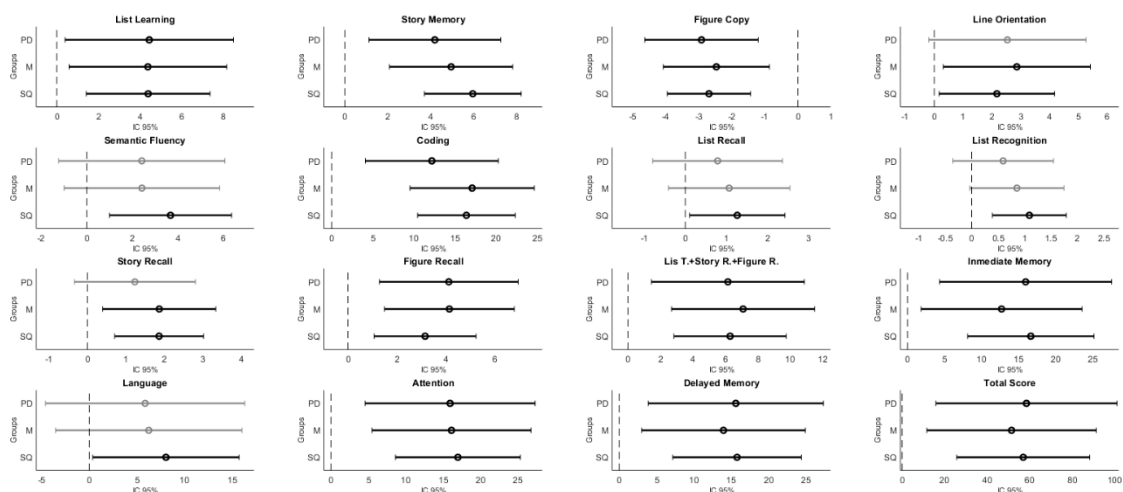 List Learning
PD
M
SQ
Groups
0 2 4 6 8
IC 95%
Story Memory
PD
M
SQ
Groups
0 2 4 6 8
IC 95%
Figure Copy
PD
M
SQ
Groups
-5 -4 -3 -2 -1 0 1
IC 95%
Line Orientation
PD
M
SQ
Groups
-1 0 1 2 3 4 5 6
IC 95%
Semantic Fluency
PD
M
SQ
Groups
-2 0 2 4 6
IC 95%
Coding
PD
M
SQ
Groups
0 5 10 15 20 25
IC 95%
List Recall
PD
M
SQ
Groups
-1 0 1 2 3
IC 95%
List Recognition
PD
M
SQ
Groups
-1 -0.5 0 0.5 1 1.5 2 2.5
IC 95%
Story Recall
PD
M
SQ
Groups
-1 0 1 2 3 4
IC 95%
Figure Recall
PD
M
SQ
Groups
0 2 4 6
IC 95%
Lis T.+Story R.+Figure R.
PD
M
SQ
Groups
0 2 4 6 8 10 12
IC 95%
Inmediate Memory
PD
M
SQ
Groups
0 5 10 15 20 25
IC 95%
Language
PD
M
SQ
Groups
-5 0 5 10 15
IC 95%
Attention
PD
M
SQ
Groups
0 5 10 15 20 25
IC 95%
Delayed Memory
PD
M
SQ
Groups
0 5 10 15 20 25
IC 95%
Total Score
PD
M
SQ
Groups
0 20 40 60 80 100
IC 95%